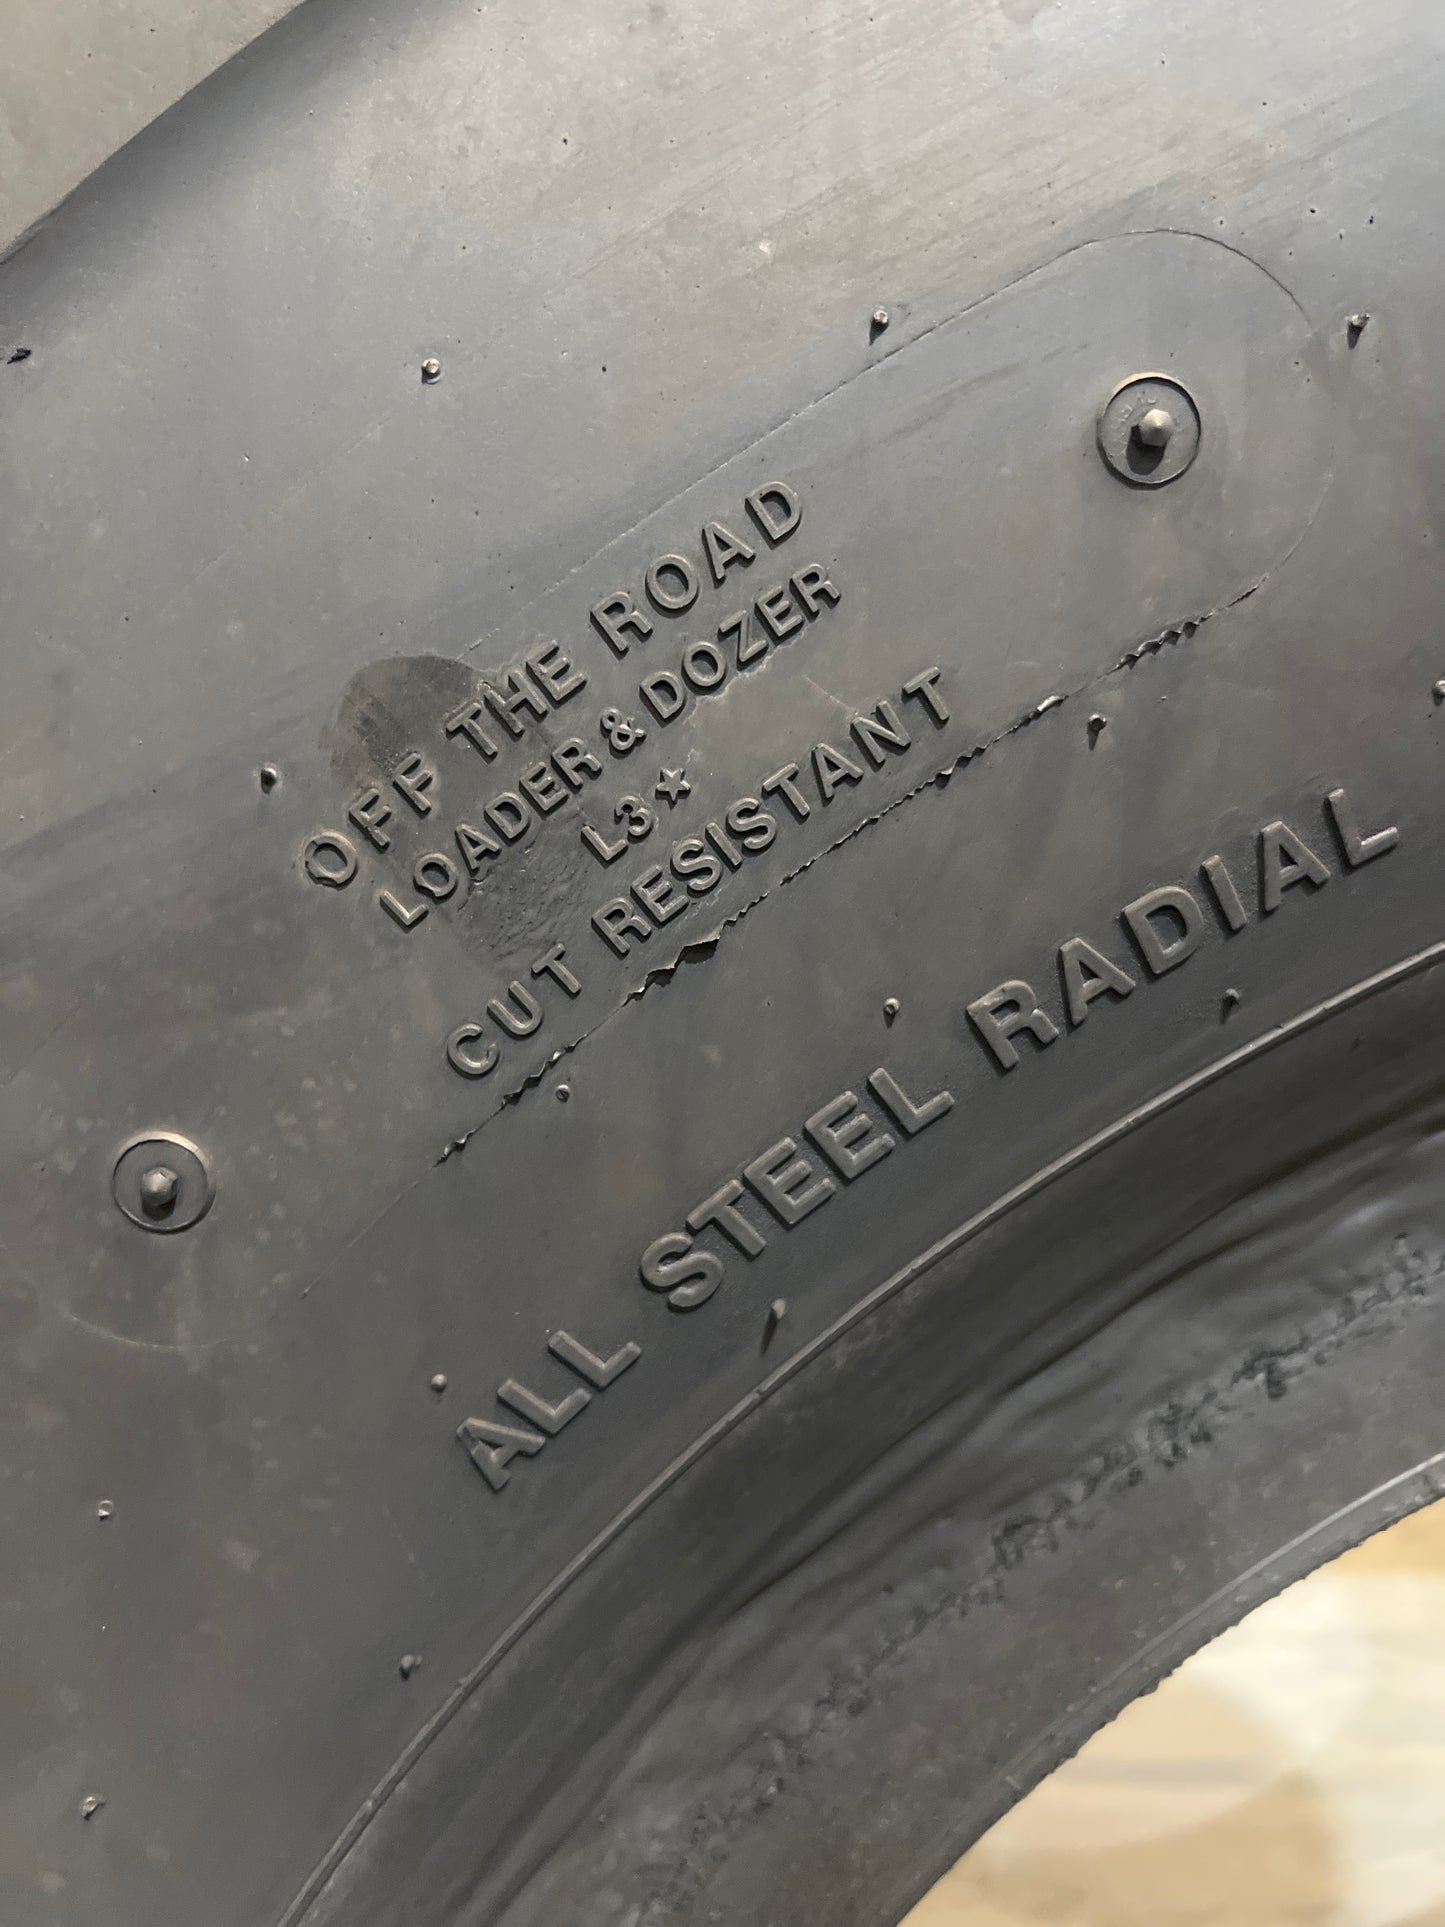 OFF THE ROAD
LOADER & DOZER
L3★
CUT RESISTANT
ALL STEEL RADIAL